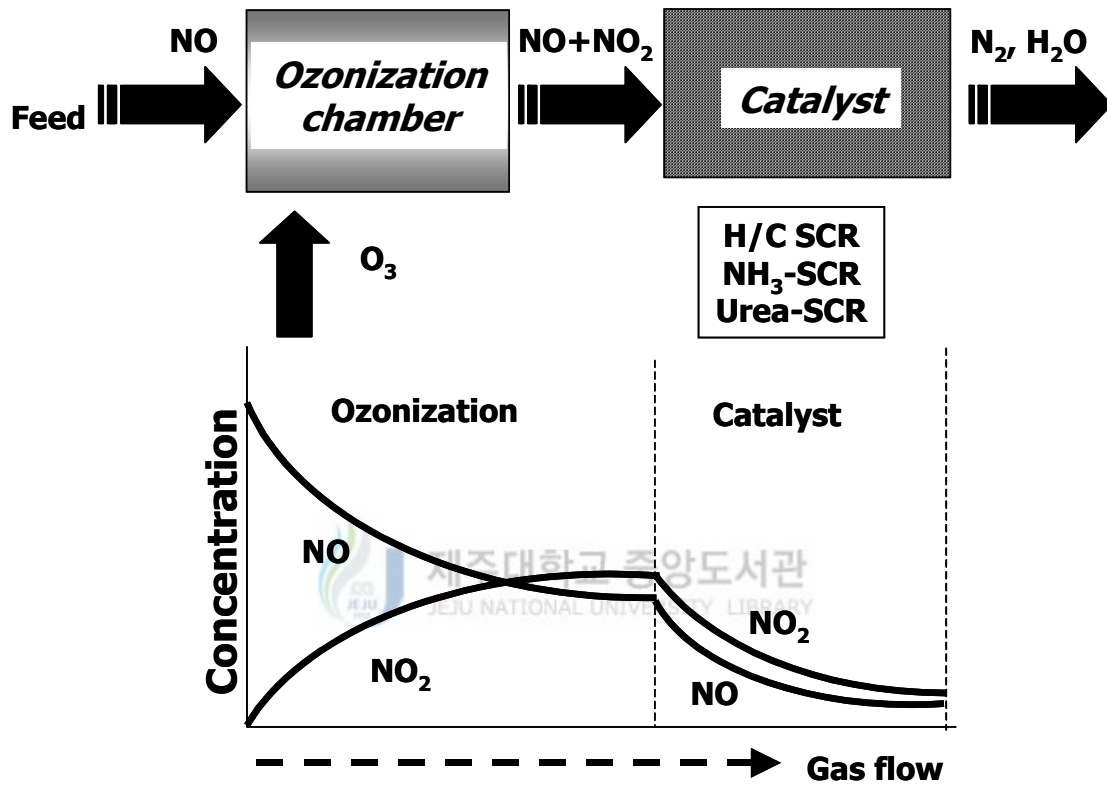 NO
Feed
Ozonization
chamber
NO+NO₂
Catalyst
N₂, H₂O
O₃
H/C SCR
NH₃-SCR
Urea-SCR
Concentration
Ozonization
Catalyst
NO
NO₂
NO₂
NO
JEJU
제주대학교 중앙도서관
JEJU NATIONAL UNIVERSITY LIBRARY
Gas flow